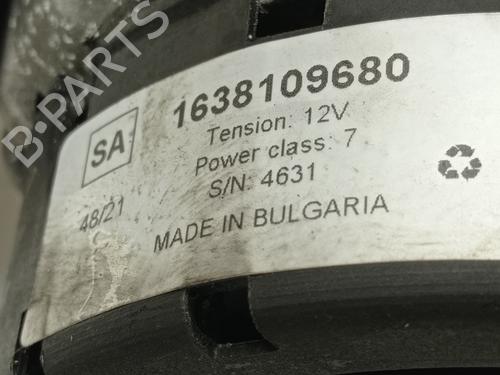 B-PARTS
SA
1638109680
Tension: 12V
Power class: 7
S/N: 4631
48/21
MADE IN BULGARIA